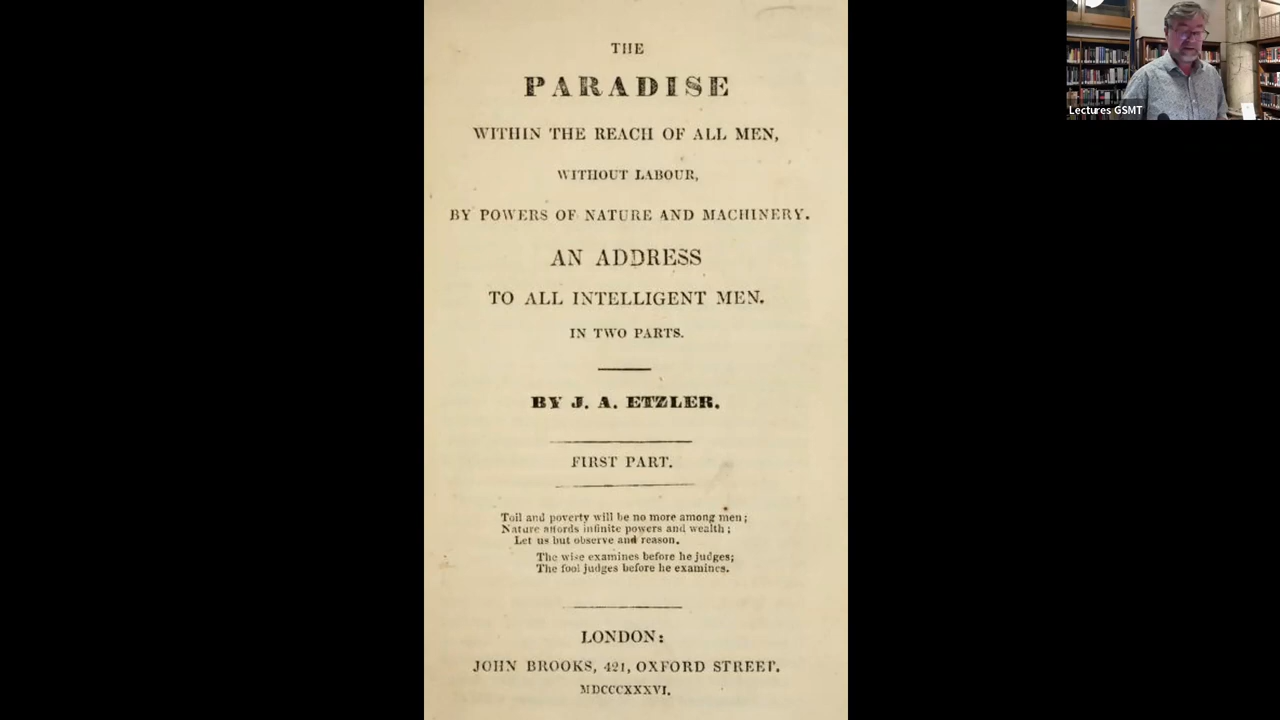 THE
PARADISE
WITHIN THE REACH OF ALL MEN,
WITHOUT LABOUR,
BY POWERS OF NATURE AND MACHINERY.
AN ADDRESS
TO ALL INTELLIGENT MEN.
IN TWO PARTS.
BY J. A. ETZLER.
FIRST PART.
Toil and poverty will be no more among men;
Nature affords infinite powers and wealth;
Let us but observe and reason.
The wise examines before he judges;
The fool judges before he examines.
LONDON:
JOHN BROOKS, 421, OXFORD STREET.
MDCCCXXXVI.
Lectures GSMT